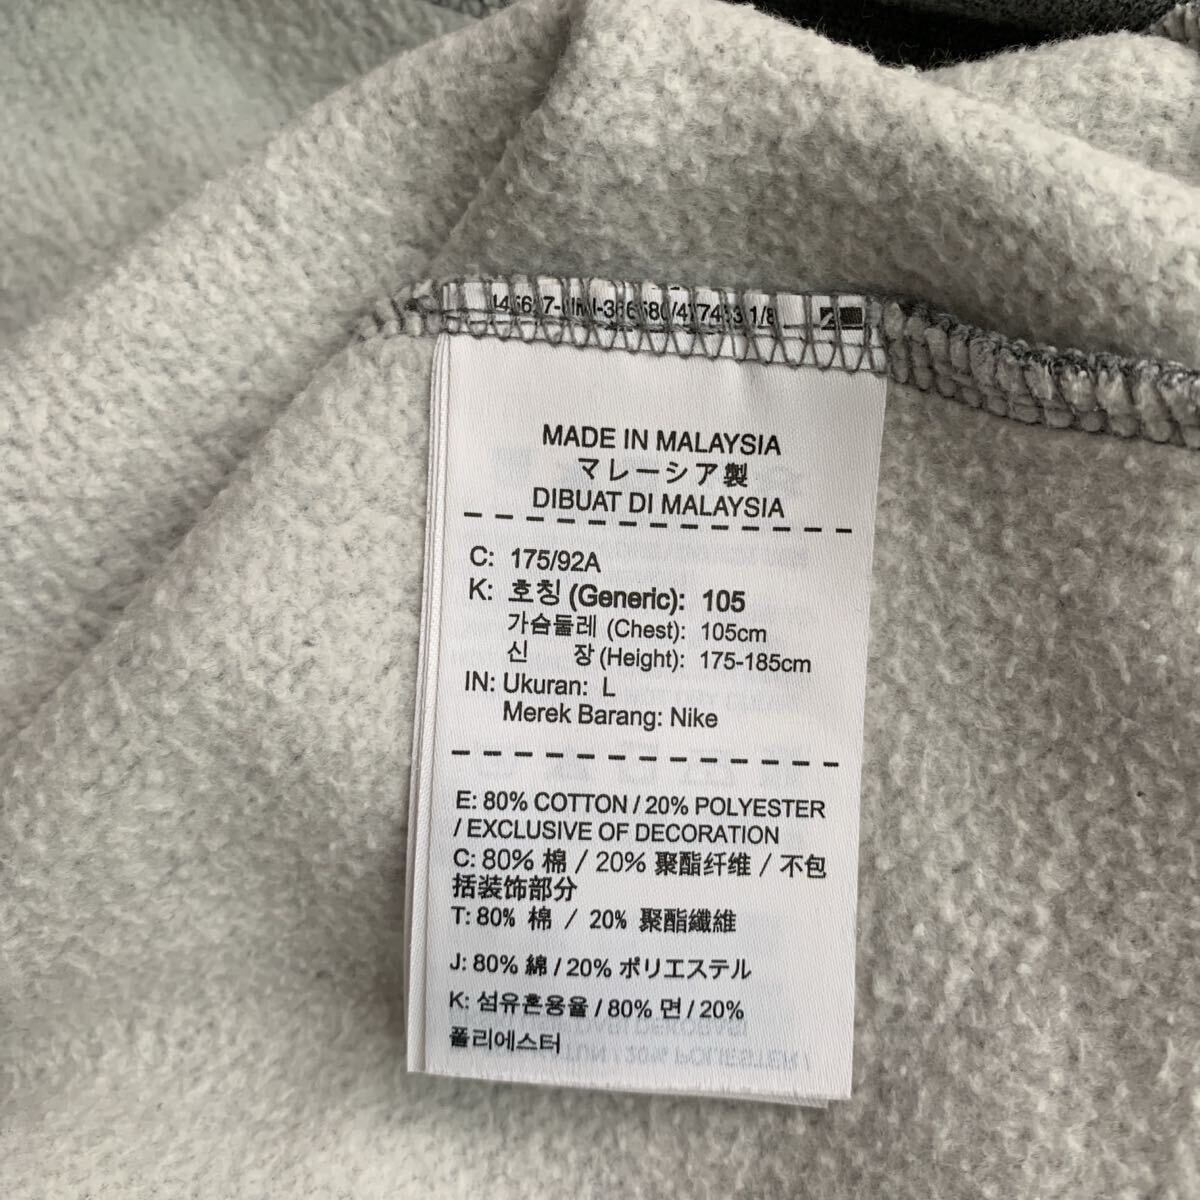 MADE IN MALAYSIA
マレーシア製
DIBUAT DI MALAYSIA
C: 175/92A
K: 호칭 (Generic): 105
가슴둘레 (Chest): 105cm
신 장 (Height): 175-185cm
IN: Ukuran: L
Merek Barang: Nike
E: 80% COTTON / 20% POLYESTER
/ EXCLUSIVE OF DECORATION
C: 80% 棉 / 20% 聚酯纤维 / 不包
括装饰部分
T: 80% 棉 / 20% 聚酯纖維
J: 80% 綿 / 20% ポリエステル
K: 섬유혼용율 / 80% 면 / 20%
폴리에스터